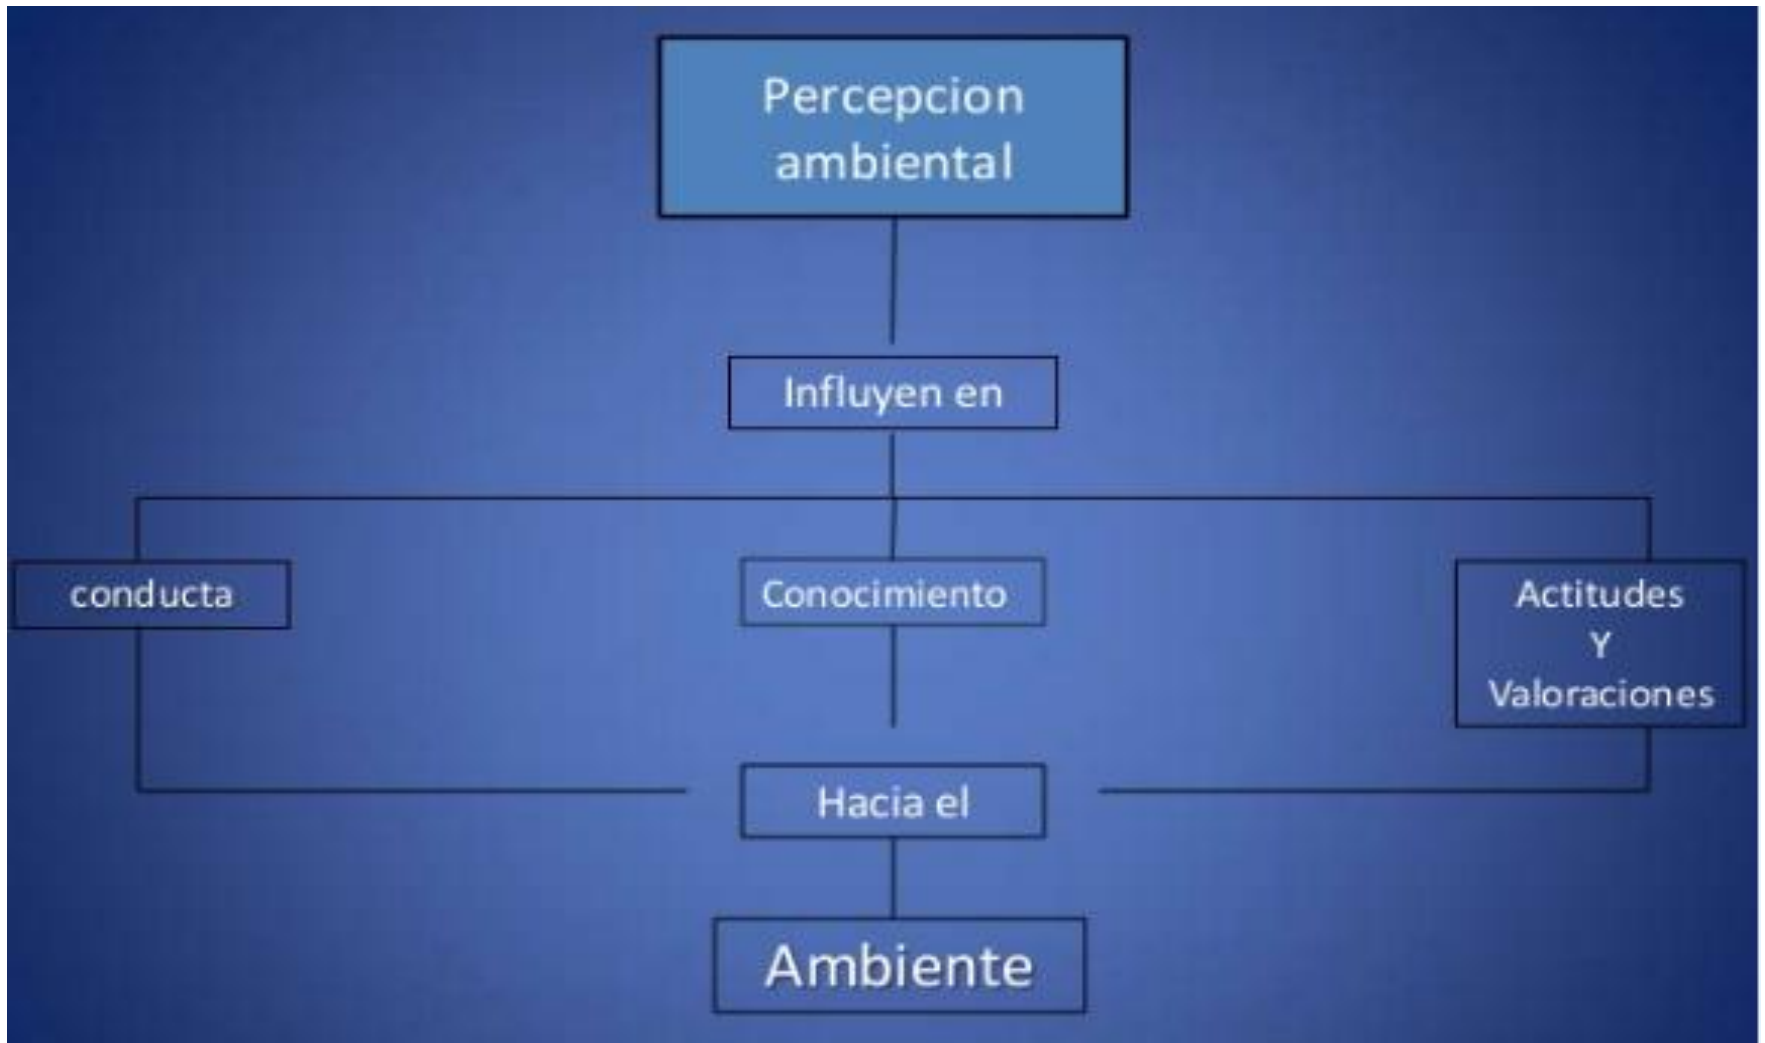 Percepcion
ambiental
Influyen en
conducta
Conocimiento
Actitudes
Y
Valoraciones
Hacia el
Ambiente